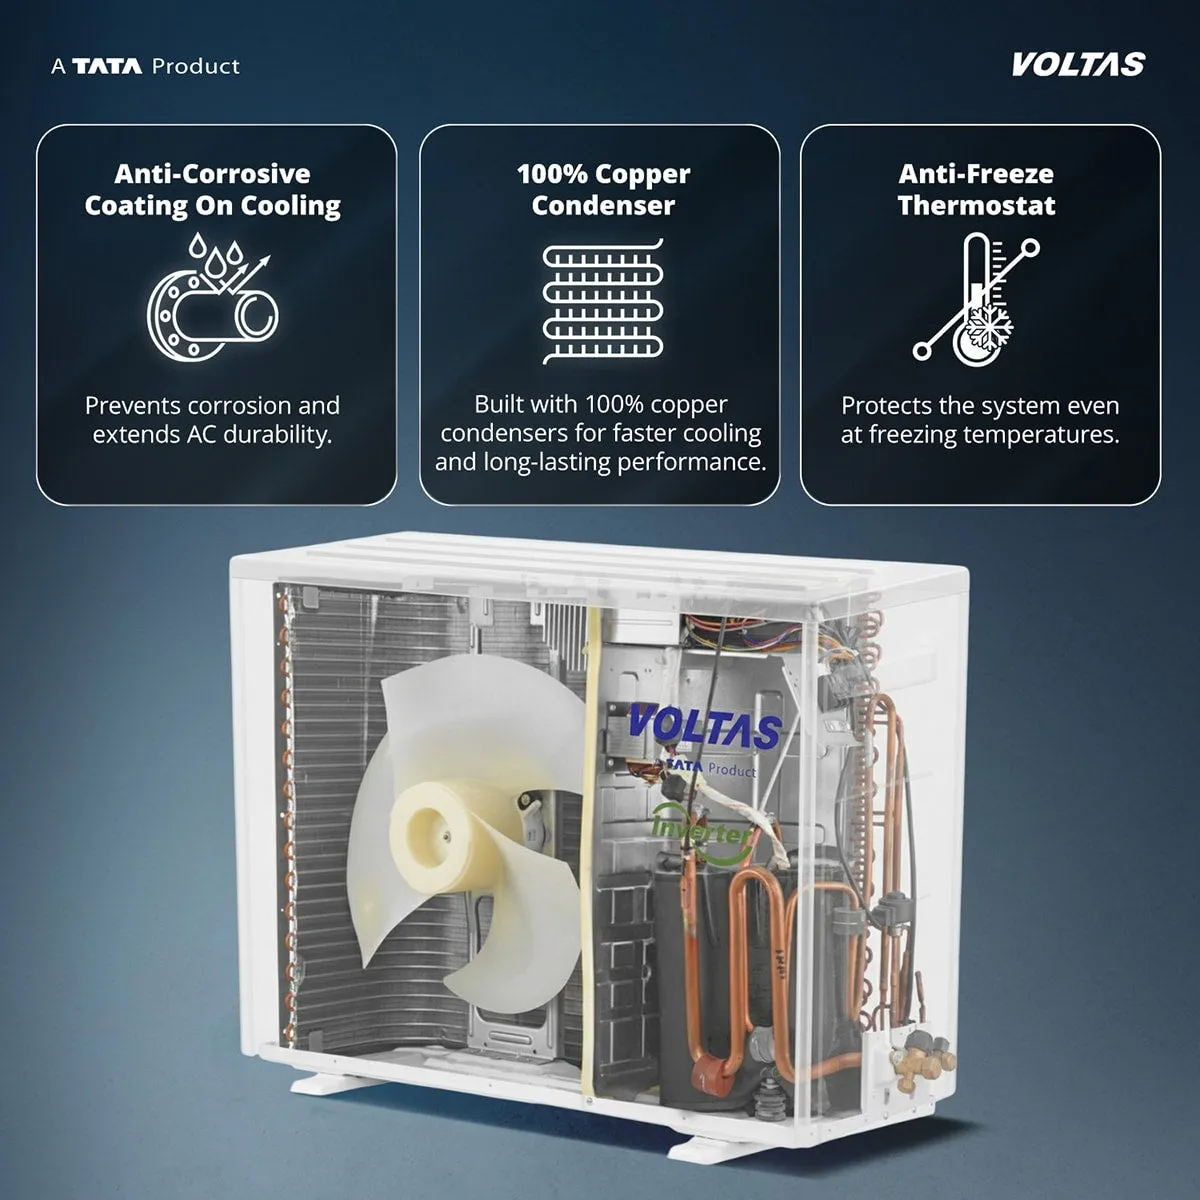 A TATA Product
VOLTAS
Anti-Corrosive
Coating On Cooling
Prevents corrosion and
extends AC durability.
100% Copper
Condenser
Built with 100% copper
condensers for faster cooling
and long-lasting performance.
Anti-Freeze
Thermostat
Protects the system even
at freezing temperatures.
VOLTAS
A TATA Product
Inverter